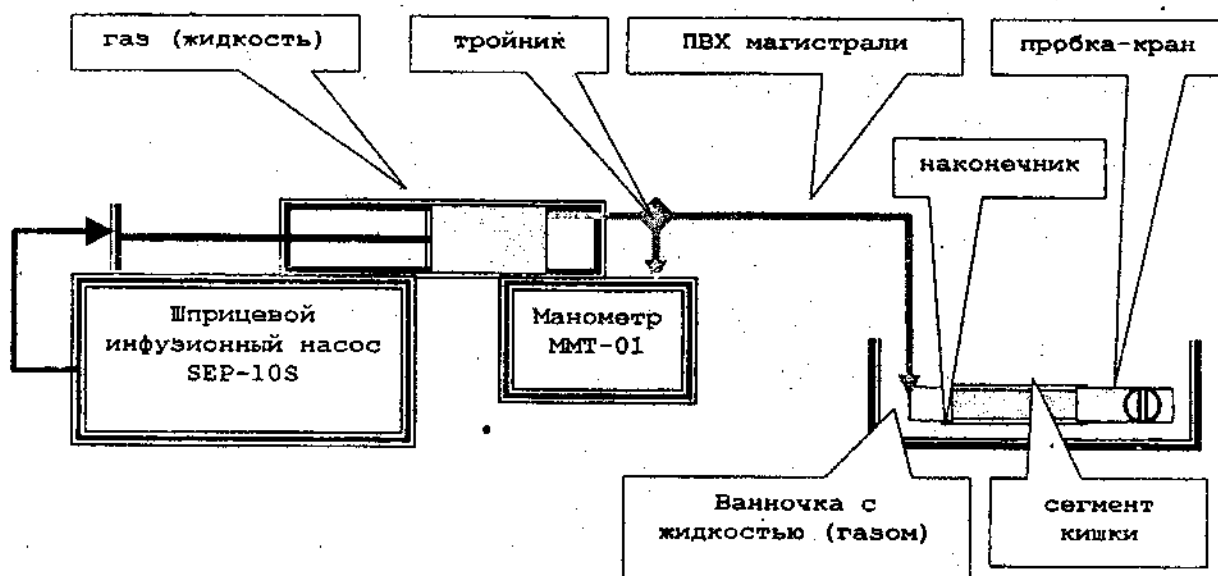 газ (жидкость)
тройник
ПВХ магистрали
пробка-кран
наконечник
Шприцевой
инфузионный насос
SEP-10S
Манометр
ММТ-01
Ванночка с
жидкостью (газом)
сегмент
кишки